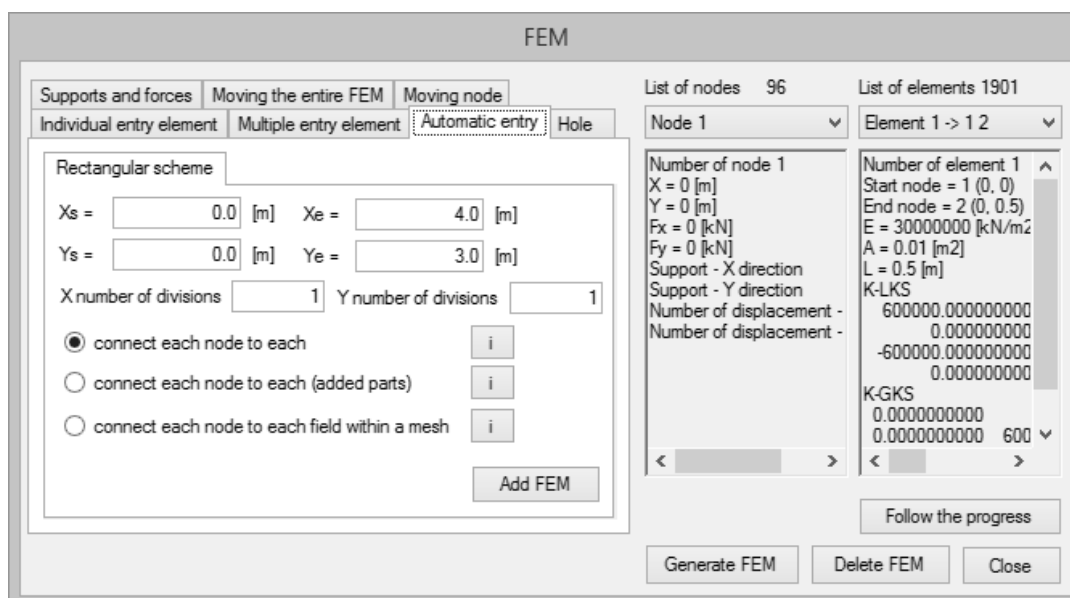 FEM
Supports and forces Moving the entire FEM Moving node
Individual entry element Multiple entry element Automatic entry Hole
Rectangular scheme
Xs = 0.0 [m] Xe = 4.0 [m]
Ys = 0.0 [m] Ye = 3.0 [m]
X number of divisions 1 Y number of divisions 1
connect each node to each i
connect each node to each (added parts) i
connect each node to each field within a mesh i
Add FEM
List of nodes 96
Node 1
Number of node 1
X = 0 [m]
Y = 0 [m]
Fx = 0 [kN]
Fy = 0 [kN]
Support - X direction
Support - Y direction
Number of displacement -
Number of displacement -
List of elements 1901
Element 1 -> 1 2
Number of element 1
Start node = 1 (0, 0)
End node = 2 (0, 0.5)
E = 30000000 [kN/m2
A = 0.01 [m2]
L = 0.5 [m]
K-LKS
600000.000000000
0.000000000
-600000.000000000
0.000000000
K-GKS
0.0000000000
0.0000000000 600
Follow the progress
Generate FEM Delete FEM Close